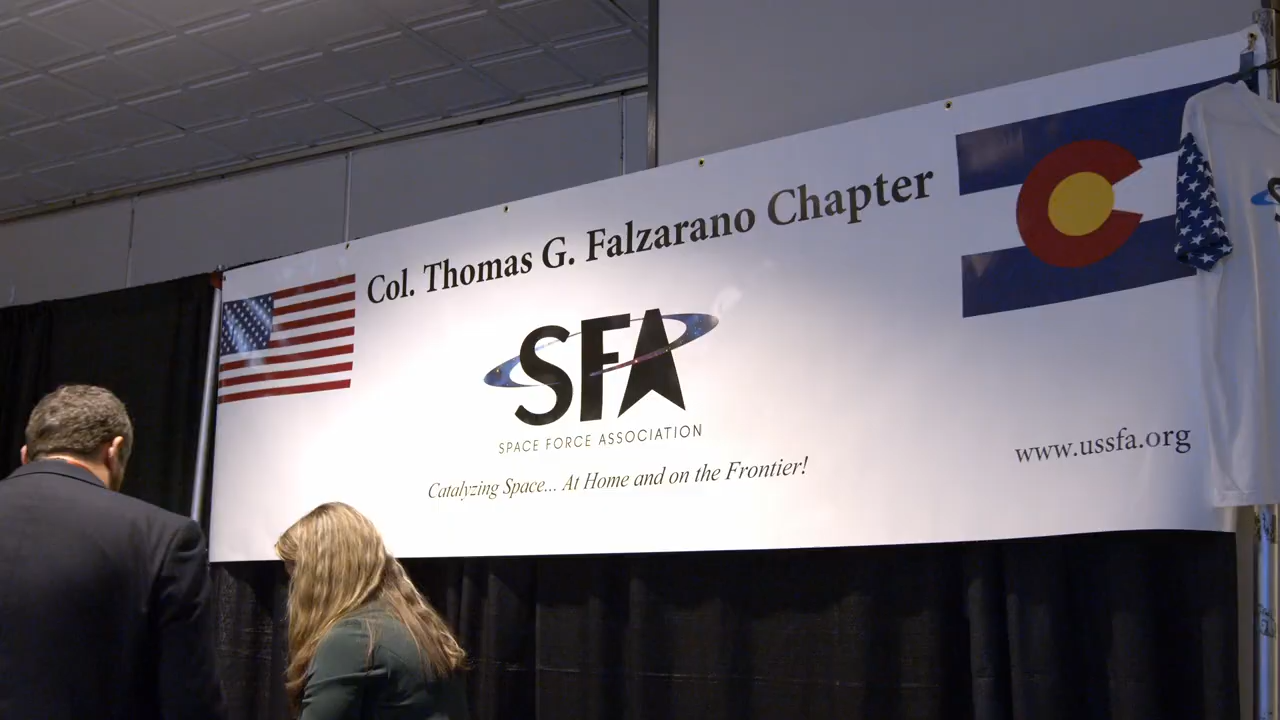 Col. Thomas G. Falzarano Chapter
SFA
SPACE FORCE ASSOCIATION
Catalyzing Space... At Home and on the Frontier!
www.ussfa.org